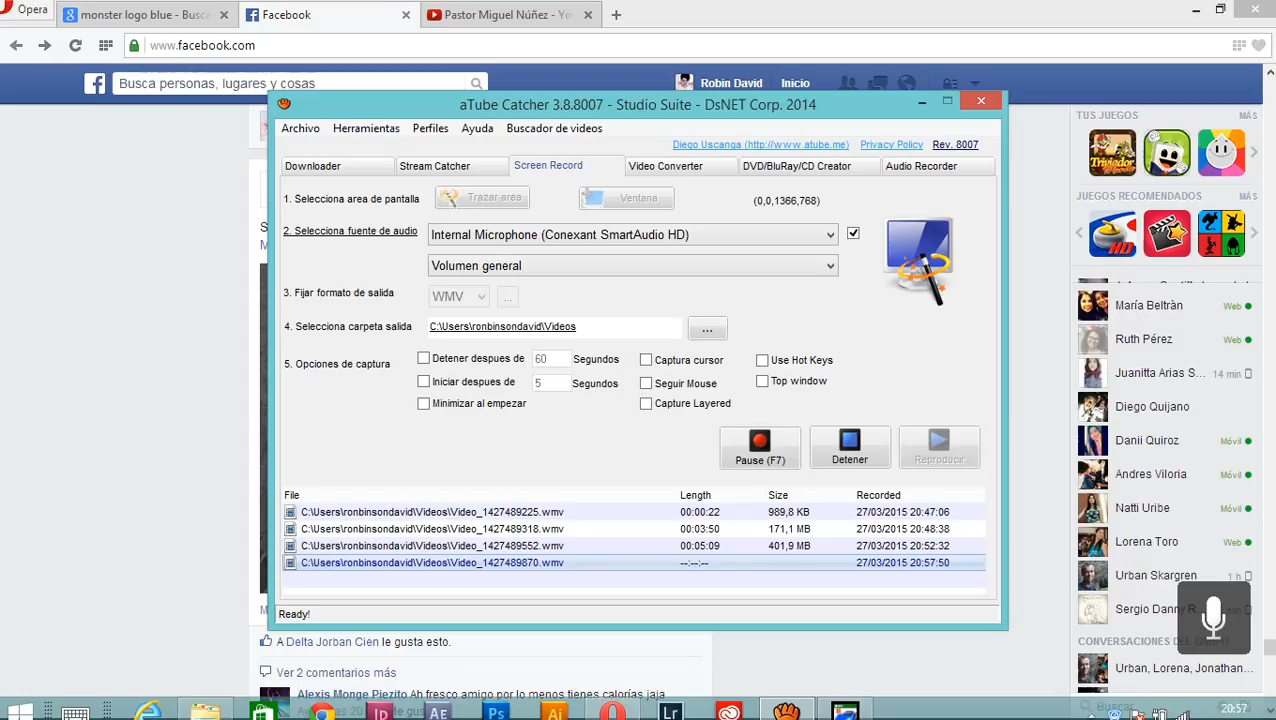 Opera
monster logo blue - Busca
Facebook
Pastor Miguel Núñez - Yo
www.facebook.com
Busca personas, lugares y cosas
Robin David
Inicio
aTube Catcher 3.8.8007 - Studio Suite - DsNET Corp. 2014
Archivo Herramientas Perfiles Ayuda Buscador de videos
Diego Uscanga (http://www.atube.me) Privacy Policy Rev. 8007
Downloader Stream Catcher Screen Record Video Converter DVD/BluRay/CD Creator Audio Recorder
1. Selecciona area de pantalla Trazar area Ventana (0,0,1366,768)
2. Selecciona fuente de audio Internal Microphone (Conexant SmartAudio HD)
Volumen general
3. Fijar formato de salida WMV ...
4. Selecciona carpeta salida C:\Users\ronbinsondavid\Videos ...
5. Opciones de captura
Detener despues de 60 Segundos Captura cursor Use Hot Keys
Iniciar despues de 5 Segundos Seguir Mouse Top window
Minimizar al empezar Capture Layered
Pause (F7) Detener Reproducir
File Length Size Recorded
C:\Users\ronbinsondavid\Videos\Video_1427489225.wmv 00:00:22 989,8 KB 27/03/2015 20:47:06
C:\Users\ronbinsondavid\Videos\Video_1427489318.wmv 00:03:50 171,1 MB 27/03/2015 20:48:38
C:\Users\ronbinsondavid\Videos\Video_1427489552.wmv 00:05:09 401,9 MB 27/03/2015 20:52:32
C:\Users\ronbinsondavid\Videos\Video_1427489870.wmv --:--:-- 27/03/2015 20:57:50
Ready!
A Delta Jorban Cien le gusta esto.
Ver 2 comentarios más
Alexis Monge Piezito Ah fresco amigo por lo menos tienes calorías jaja
TUS JUEGOS MÁS
Triviador
JUEGOS RECOMENDADOS MÁS
HD
María Beltràn Web
Ruth Pérez
Juanitta Arias S... 14 min
Diego Quijano
Danii Quiroz Móvil
Andres Viloria Móvil
Natti Uribe Móvil
Lorena Toro Web
Urban Skargren 1 h
Sergio Danny R
CONVERSACIONES DEL
Urban, Lorena, Jonathan...
Buscar
Id AE Ps Ai Lr
20:57